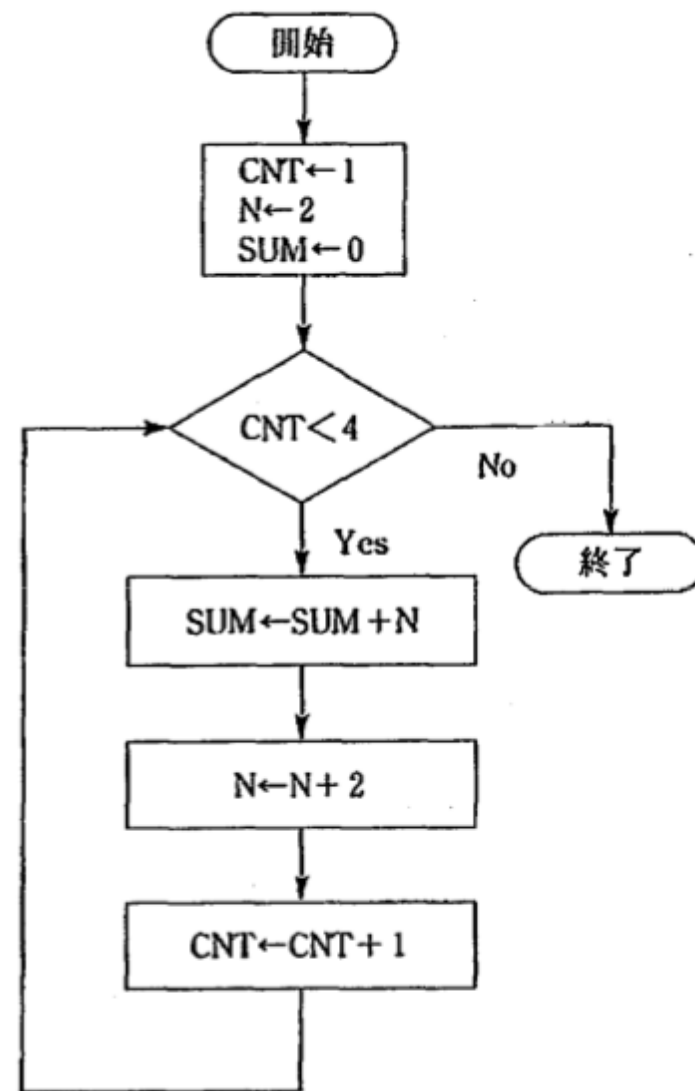 開始
CNT←1
N←2
SUM←0
CNT<4
No
Yes
終了
SUM←SUM+N
N←N+2
CNT←CNT+1